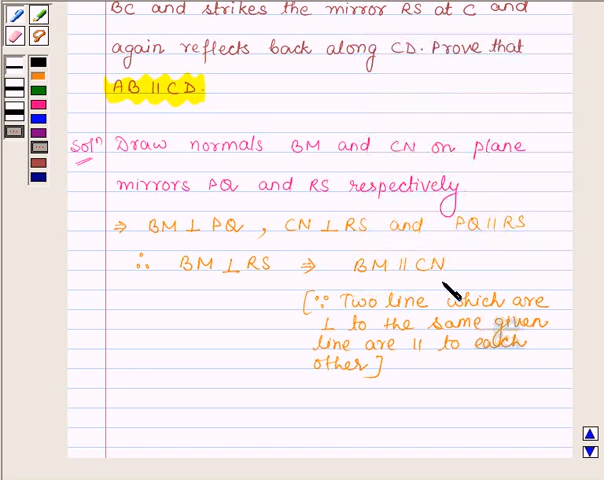 BC and strikes the mirror RS at C and
again reflects back along CD. Prove that
AB || CD.
Solⁿ Draw normals BM and CN on plane
mirrors PQ and RS respectively
⇒ BM ⊥ PQ , CN ⊥ RS and PQ || RS
∴ BM ⊥ RS ⇒ BM || CN
[∵ Two line which are
⊥ to the same given
line are || to each
other]